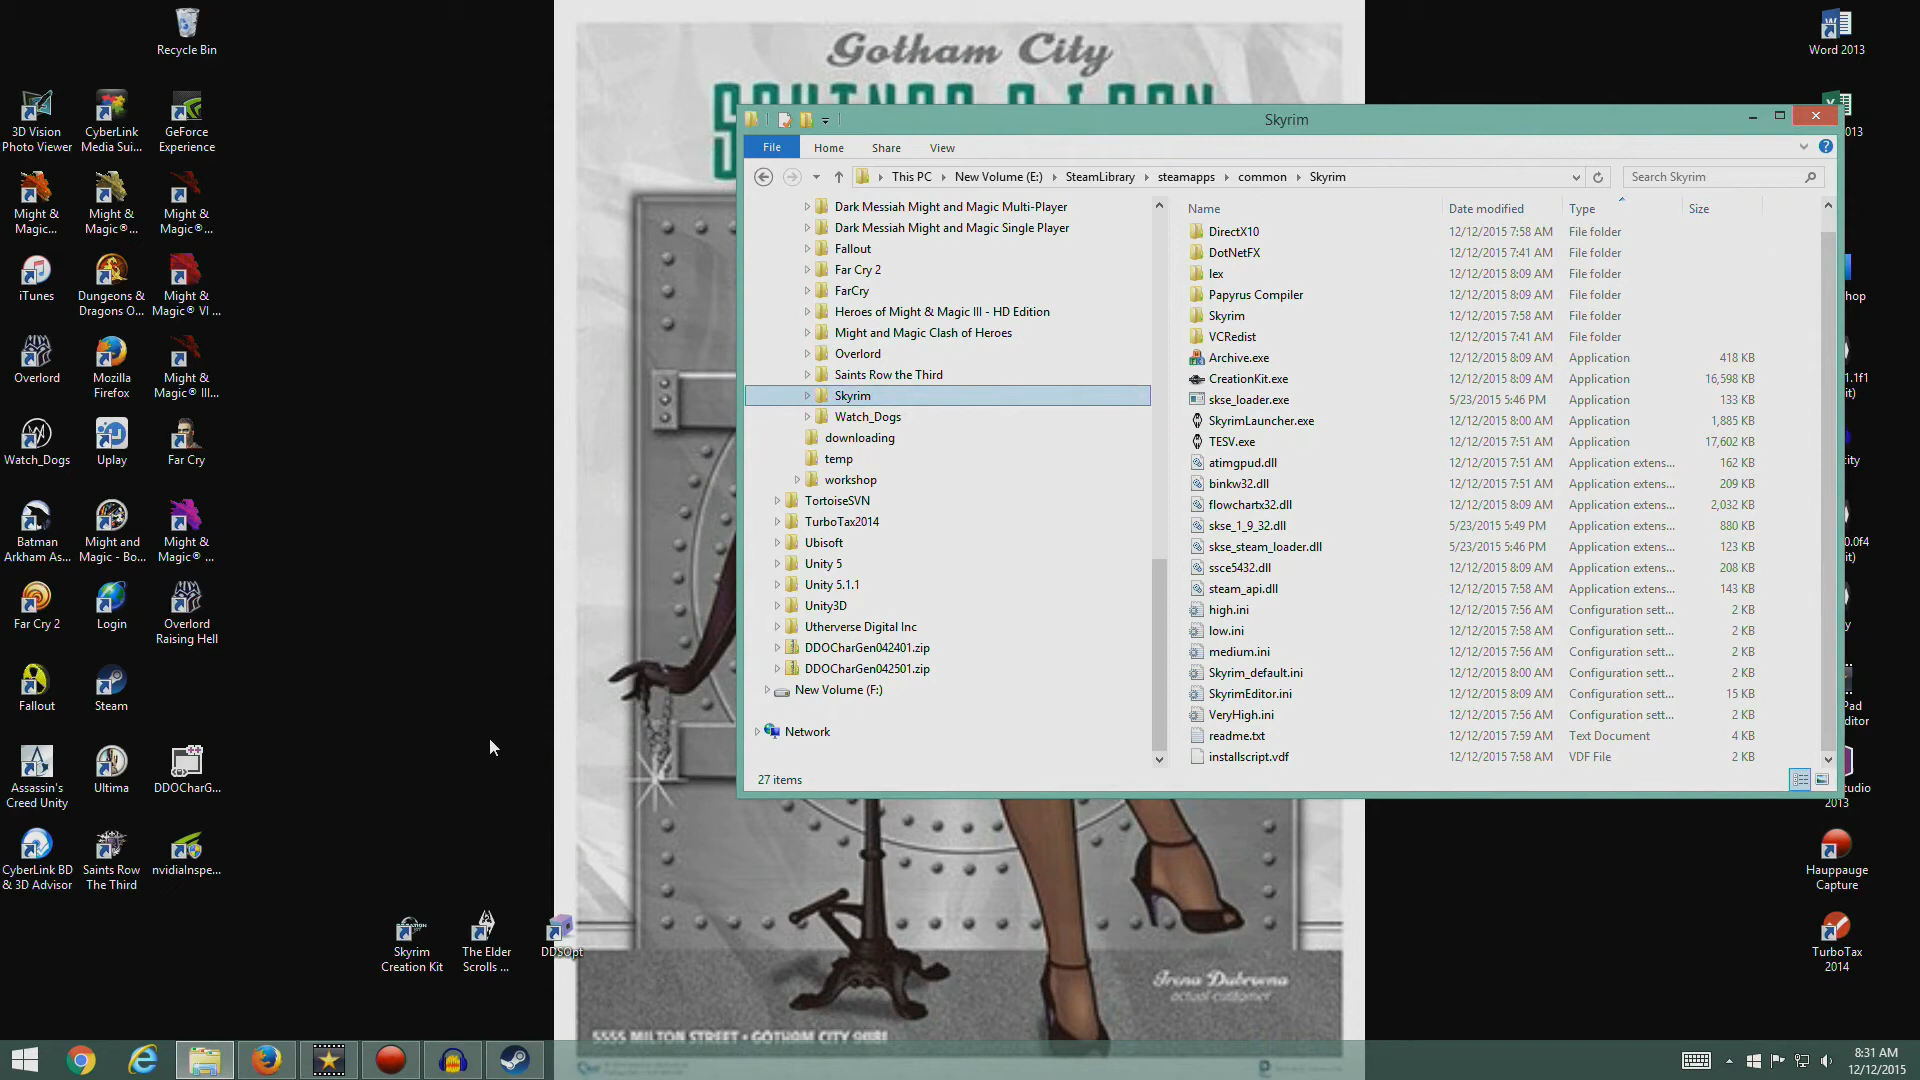 Recycle Bin
3D Vision
Photo Viewer
CyberLink
Media Sui...
GeForce
Experience
Might &
Magic...
Might &
Magic®...
Might &
Magic®...
iTunes
Dungeons &
Dragons O...
Might &
Magic® VI ...
Overlord
Mozilla
Firefox
Might &
Magic® III...
Watch_Dogs
Uplay
Far Cry
Batman
Arkham As...
Might and
Magic - Bo...
Might &
Magic® ...
Far Cry 2
Login
Overlord
Raising Hell
Fallout
Steam
Assassin's
Creed Unity
Ultima
DDOCharG...
CyberLink BD
& 3D Advisor
Saints Row
The Third
nvidiaInspe...
Skyrim
Creation Kit
The Elder
Scrolls ...
DDSOpt
Gotham City
Skyrim
File Home Share View
This PC New Volume (E:) SteamLibrary steamapps common Skyrim
Search Skyrim
Dark Messiah Might and Magic Multi-Player
Dark Messiah Might and Magic Single Player
Fallout
Far Cry 2
FarCry
Heroes of Might & Magic III - HD Edition
Might and Magic Clash of Heroes
Overlord
Saints Row the Third
Skyrim
Watch_Dogs
downloading
temp
workshop
TortoiseSVN
TurboTax2014
Ubisoft
Unity 5
Unity 5.1.1
Unity3D
Utherverse Digital Inc
DDOCharGen042401.zip
DDOCharGen042501.zip
New Volume (F:)
Network
27 items
Name Date modified Type Size
DirectX10 12/12/2015 7:58 AM File folder
DotNetFX 12/12/2015 7:41 AM File folder
lex 12/12/2015 8:09 AM File folder
Papyrus Compiler 12/12/2015 8:09 AM File folder
Skyrim 12/12/2015 7:58 AM File folder
VCRedist 12/12/2015 7:41 AM File folder
Archive.exe 12/12/2015 8:09 AM Application 418 KB
CreationKit.exe 12/12/2015 8:09 AM Application 16,598 KB
skse_loader.exe 5/23/2015 5:46 PM Application 133 KB
SkyrimLauncher.exe 12/12/2015 8:00 AM Application 1,885 KB
TESV.exe 12/12/2015 7:51 AM Application 17,602 KB
atimgpud.dll 12/12/2015 7:51 AM Application extens... 162 KB
binkw32.dll 12/12/2015 7:51 AM Application extens... 209 KB
flowchartx32.dll 12/12/2015 8:09 AM Application extens... 2,032 KB
skse_1_9_32.dll 5/23/2015 5:49 PM Application extens... 880 KB
skse_steam_loader.dll 5/23/2015 5:46 PM Application extens... 123 KB
ssce5432.dll 12/12/2015 8:09 AM Application extens... 208 KB
steam_api.dll 12/12/2015 7:58 AM Application extens... 143 KB
high.ini 12/12/2015 7:56 AM Configuration sett... 2 KB
low.ini 12/12/2015 7:56 AM Configuration sett... 2 KB
medium.ini 12/12/2015 7:56 AM Configuration sett... 2 KB
Skyrim_default.ini 12/12/2015 8:00 AM Configuration sett... 2 KB
SkyrimEditor.ini 12/12/2015 8:09 AM Configuration sett... 15 KB
VeryHigh.ini 12/12/2015 7:56 AM Configuration sett... 2 KB
readme.txt 12/12/2015 7:59 AM Text Document 4 KB
installscript.vdf 12/12/2015 7:58 AM VDF File 2 KB
Word 2013
2013
Hauppauge
Capture
TurboTax
2014
Irena Dubrovna
actual customer
5555 MILTON STREET • GOTHAM CITY
8:31 AM
12/12/2015